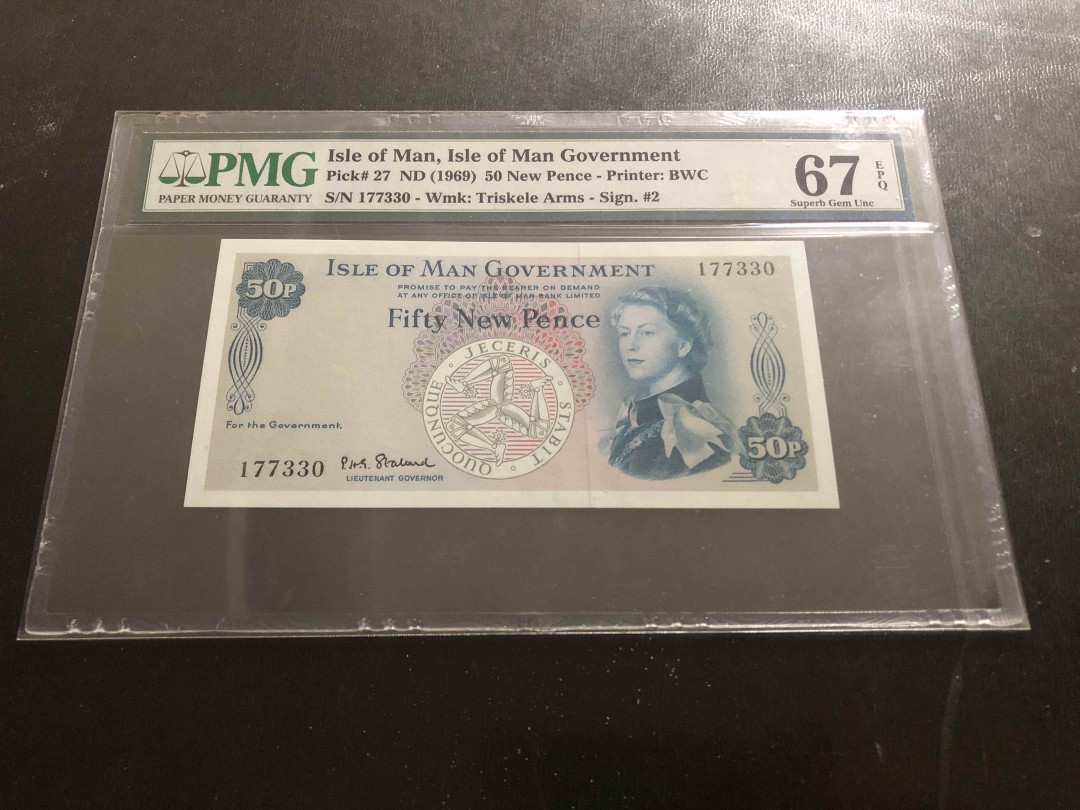 PMG
PAPER MONEY GUARANTY
Isle of Man, Isle of Man Government
Pick# 27 ND (1969) 50 New Pence - Printer: BWC
S/N 177330 - Wmk: Triskele Arms - Sign. #2
67 EPQ
Superb Gem Unc
50P
ISLE OF MAN GOVERNMENT
177330
PROMISE TO PAY THE BEARER ON DEMAND
AT ANY OFFICE OF ISLE OF MAN BANK LIMITED
Fifty New Pence
QUOCUNQUE · JECERIS · STABIT ·
For the Government,
177330
P.H.G. Stallard
LIEUTENANT GOVERNOR
50P